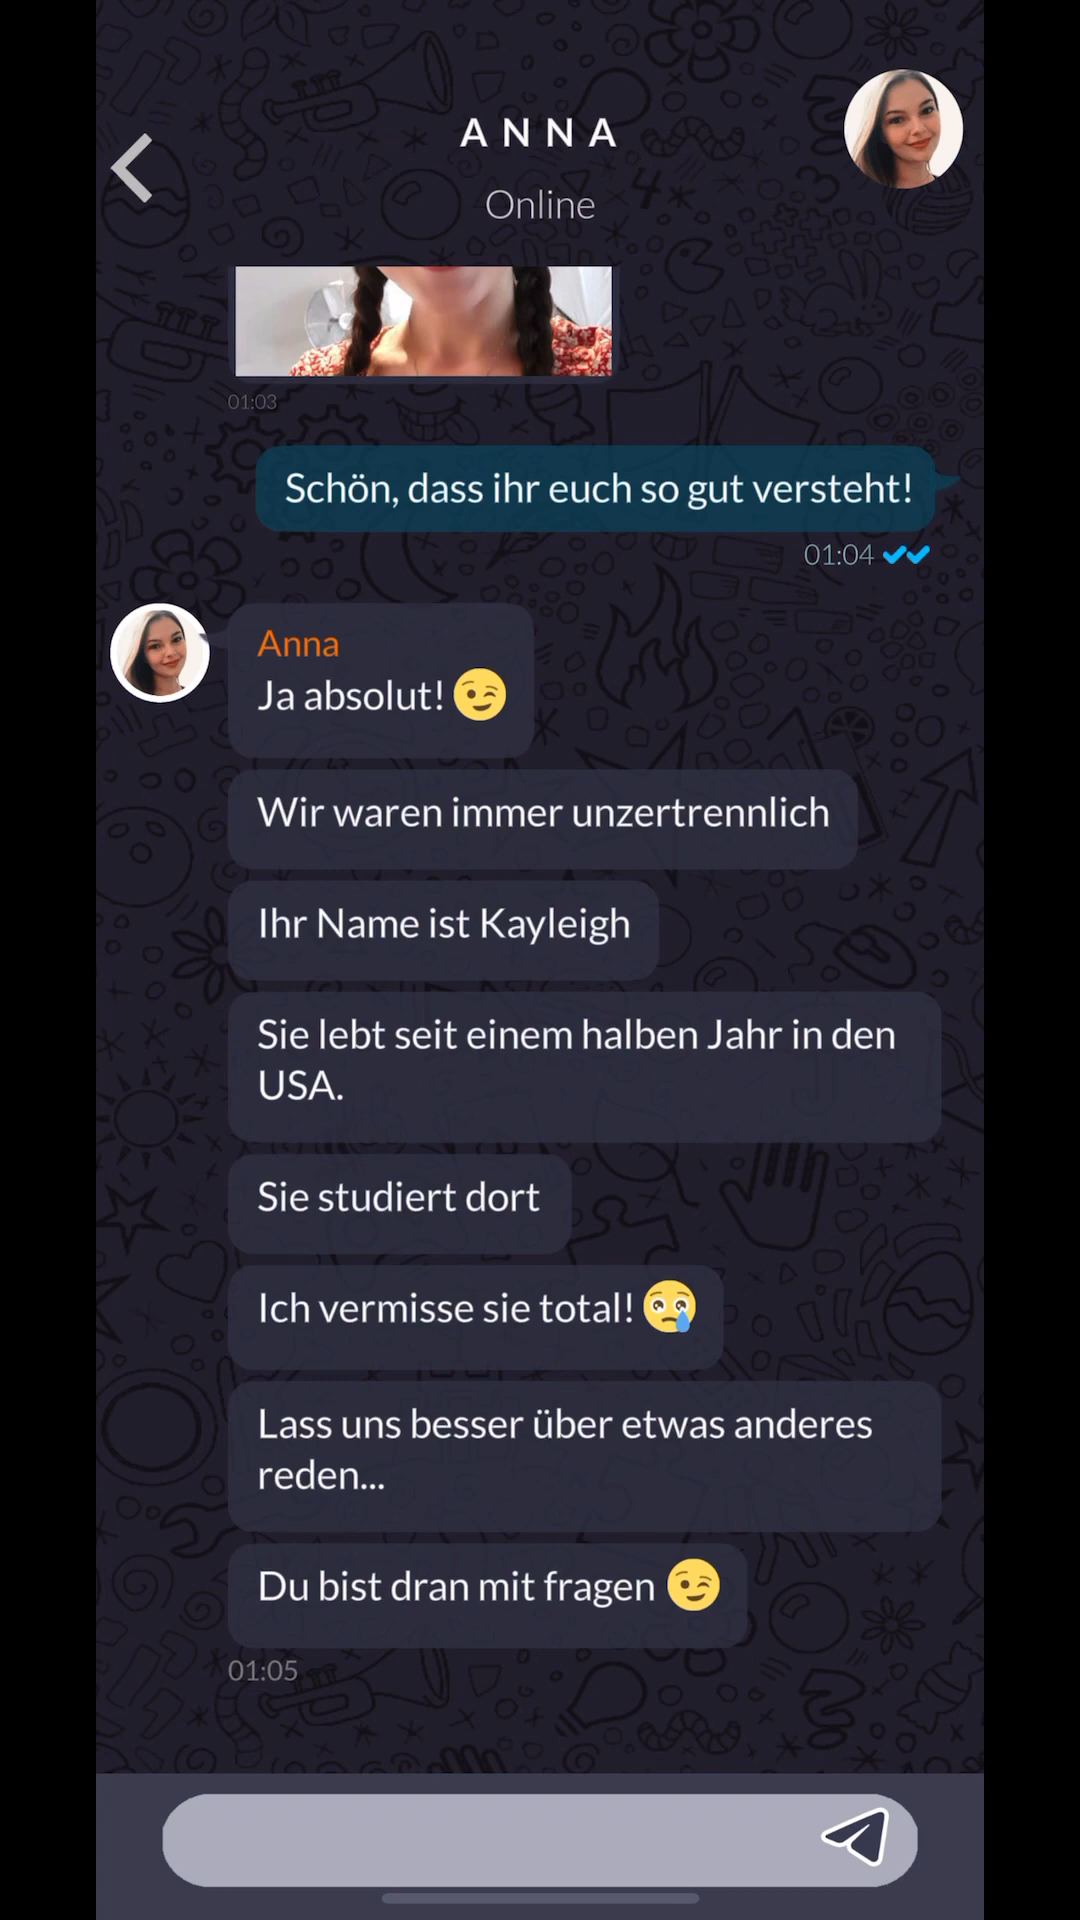 ANNA
Online
01:03
Schön, dass ihr euch so gut versteht!
01:04
Anna
Ja absolut! 😉
Wir waren immer unzertrennlich
Ihr Name ist Kayleigh
Sie lebt seit einem halben Jahr in den
USA.
Sie studiert dort
Ich vermisse sie total! 😢
Lass uns besser über etwas anderes
reden...
Du bist dran mit fragen 😉
01:05